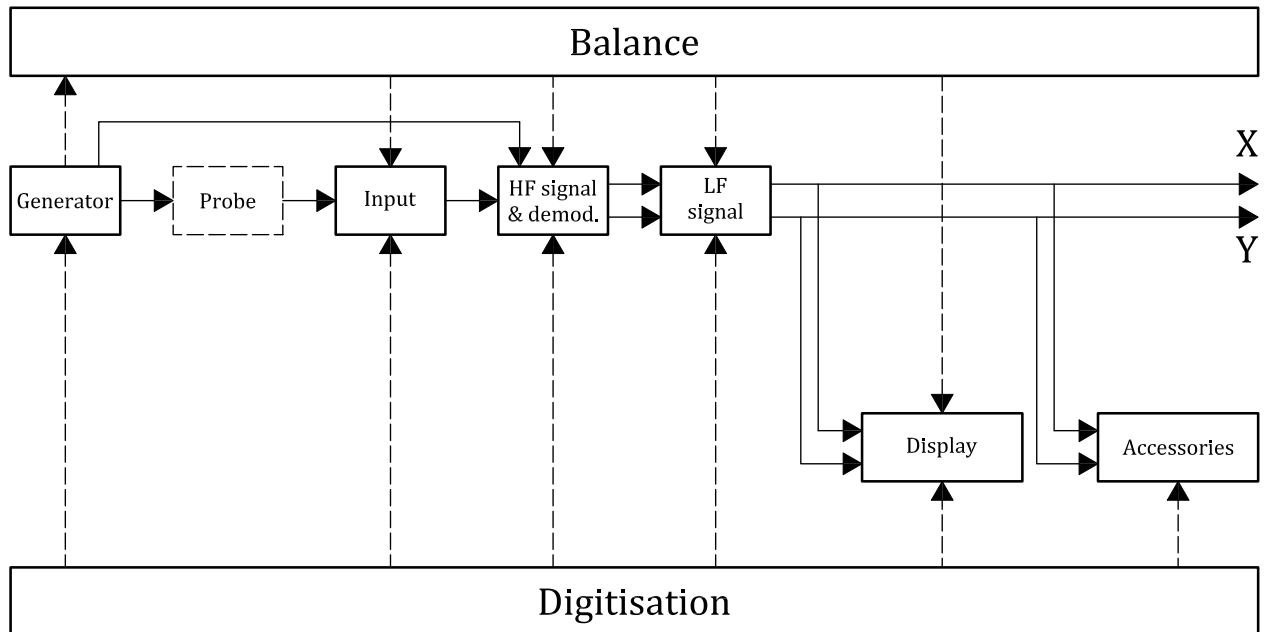 Balance
Generator
Probe
Input
HF signal
& demod.
LF
signal
X
Y
Display
Accessories
Digitisation